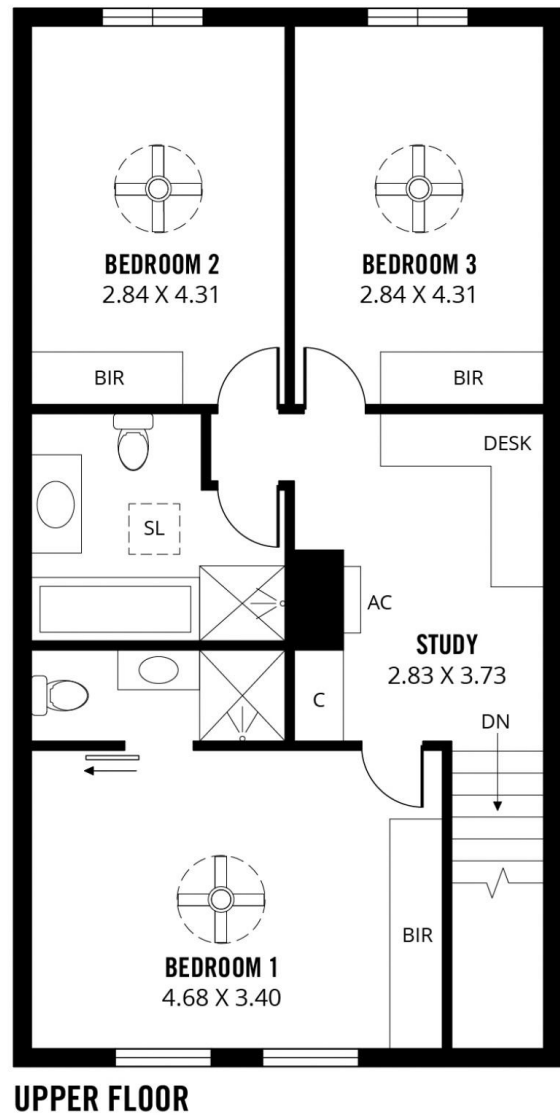 BEDROOM 2
2.84 X 4.31
BEDROOM 3
2.84 X 4.31
BIR
BIR
DESK
SL
AC
STUDY
2.83 X 3.73
C
DN
BIR
BEDROOM 1
4.68 X 3.40
UPPER FLOOR